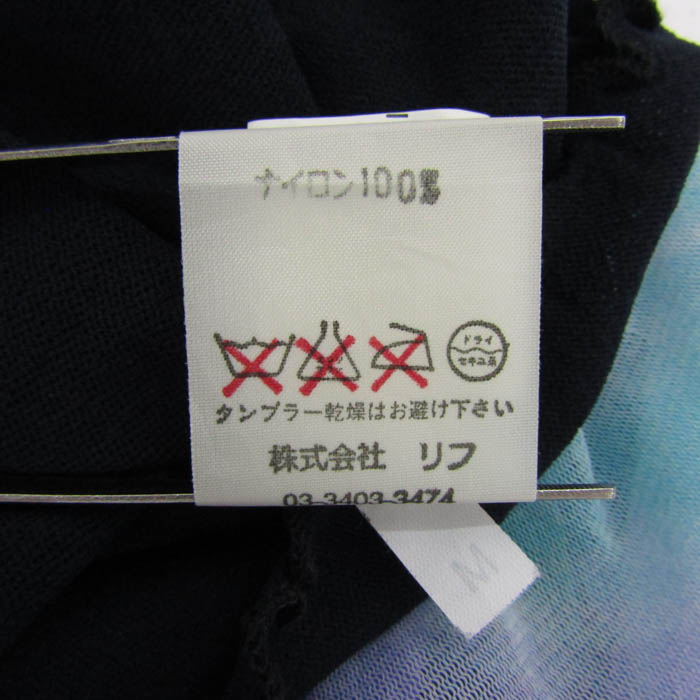 ナイロン100%
ドライ
セキユ系
タンブラー乾燥はお避け下さい
株式会社 リフ
03-3403-3474
M